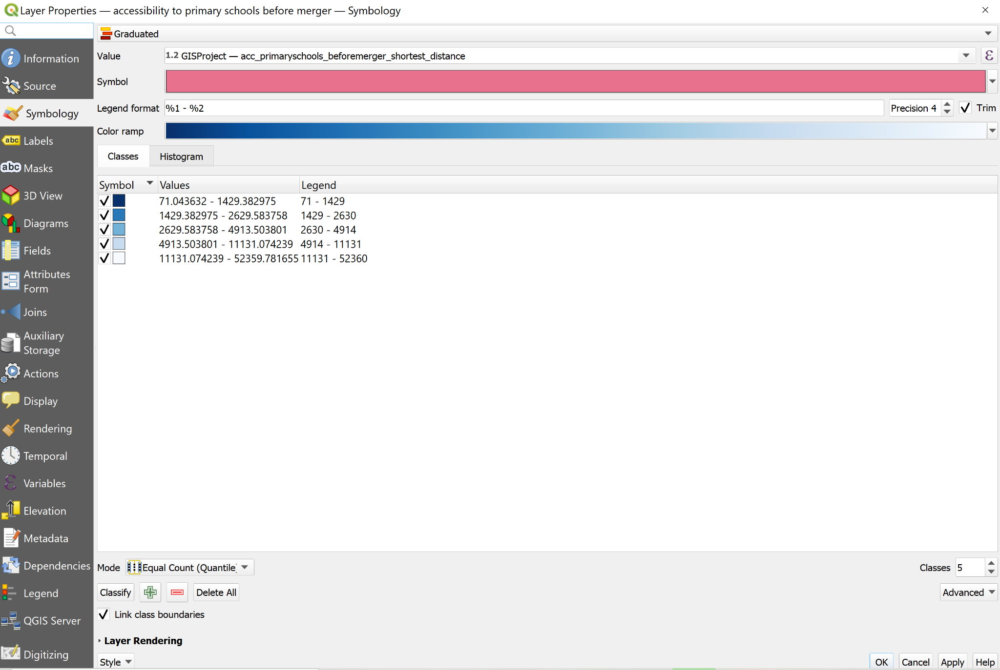 Layer Properties — accessibility to primary schools before merger — Symbology
Graduated
Information
Value
1.2 GISProject — acc_primaryschools_beforemerger_shortest_distance
ε
Source
Symbol
Symbology
Legend format
%1 - %2
Precision 4
Trim
Color ramp
abc Labels
Classes
Histogram
abc Masks
Symbol
Values
Legend
3D View
71.043632 - 1429.382975
71 - 1429
1429.382975 - 2629.583758
1429 - 2630
Diagrams
2629.583758 - 4913.503801
2630 - 4914
4913.503801 - 11131.074239
4914 - 11131
Fields
11131.074239 - 52359.781655
11131 - 52360
Attributes
Form
Joins
Auxiliary
Storage
Actions
Display
Rendering
Temporal
ε Variables
Elevation
Metadata
Dependencies
Mode
Equal Count (Quantile)
Classes
5
Legend
Classify
Delete All
Advanced
QGIS Server
Link class boundaries
Layer Rendering
Digitizing
Style
OK
Cancel
Apply
Help